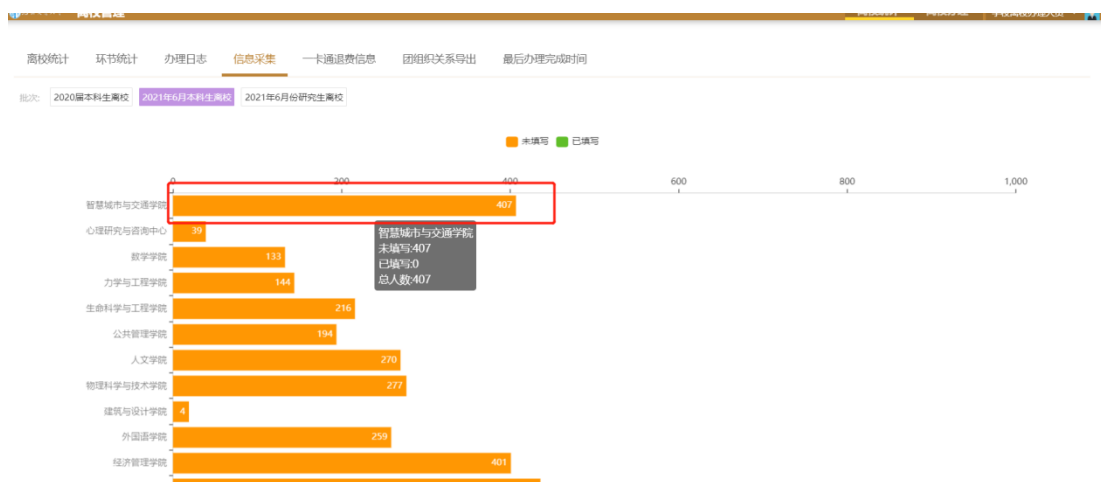 离校管理
离校统计 环节统计 办理日志 信息采集 一卡通退费信息 团组织关系导出 最后办理完成时间
批次: 2020届本科生离校 2021年6月本科生离校 2021年6月份研究生离校
未填写 已填写
0 200 400 600 800 1,000
智慧城市与交通学院 407
心理研究与咨询中心 39
智慧城市与交通学院
未填写:407
已填写:0
总人数:407
数学学院 133
力学与工程学院 144
生命科学与工程学院 216
公共管理学院 194
人文学院 270
物理科学与技术学院 277
建筑与设计学院 4
外国语学院 259
经济管理学院 401